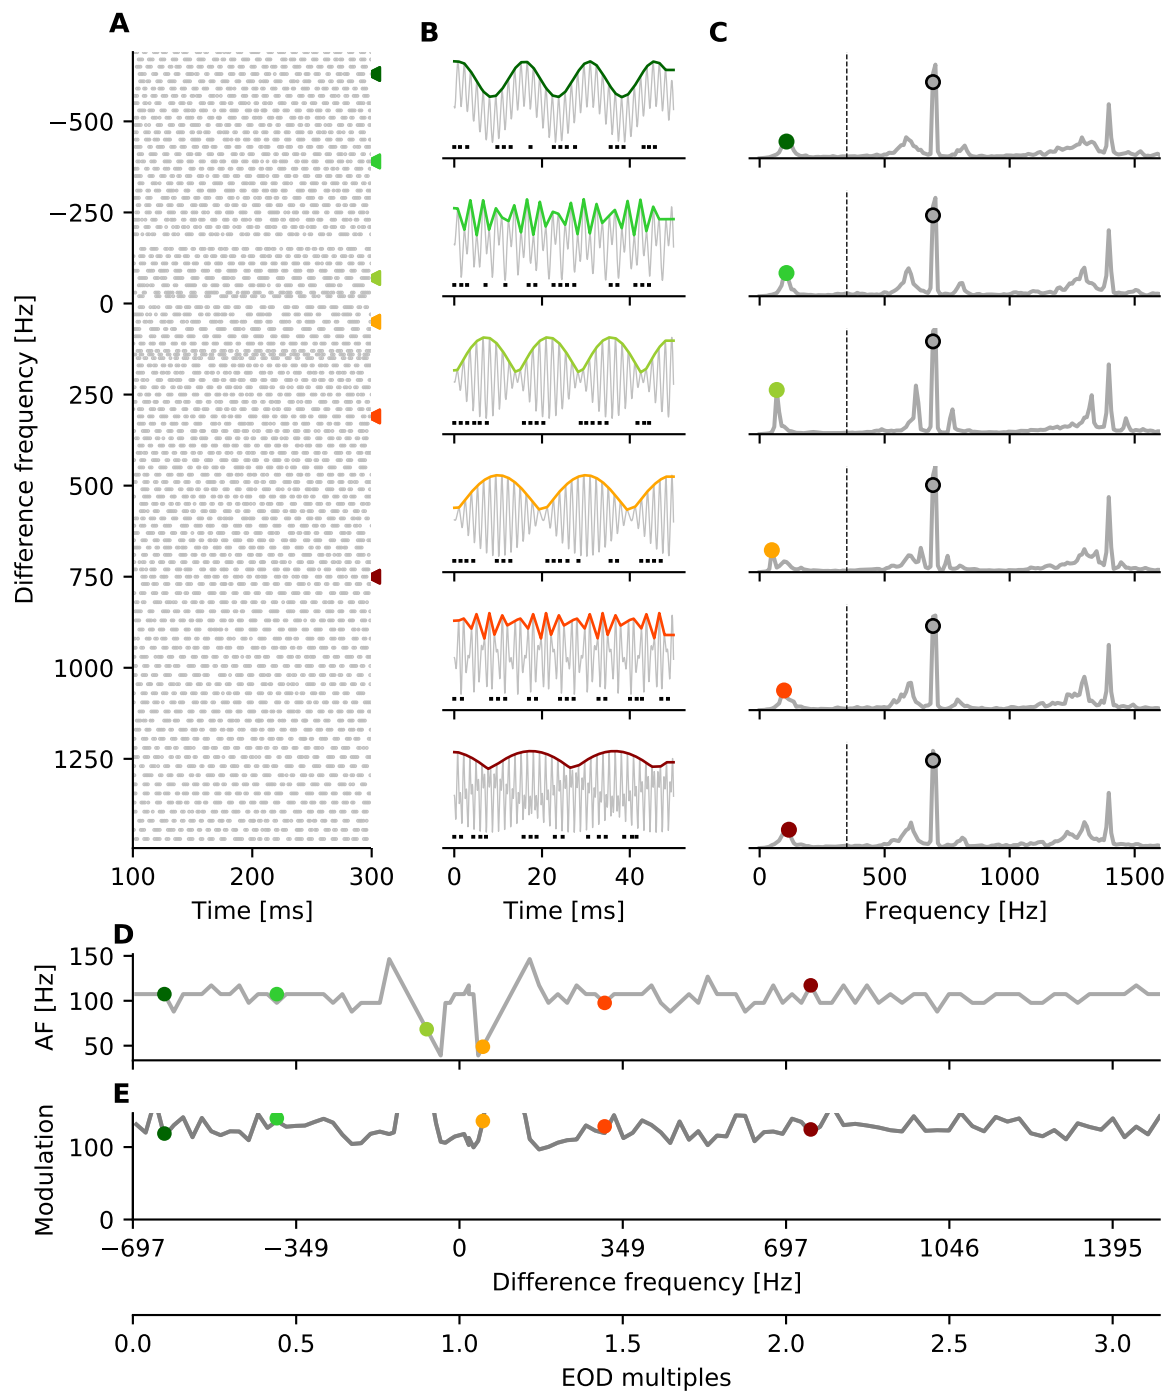 A
B
C
Difference frequency [Hz]
−500
−250
0
250
500
750
1000
1250
100 200 300
0 20 40
0 500 1000 1500
Time [ms]
Time [ms]
Frequency [Hz]
D
AF [Hz]
150
100
50
E
Modulation
100
0
−697 −349 0 349 697 1046 1395
Difference frequency [Hz]
0.0 0.5 1.0 1.5 2.0 2.5 3.0
EOD multiples